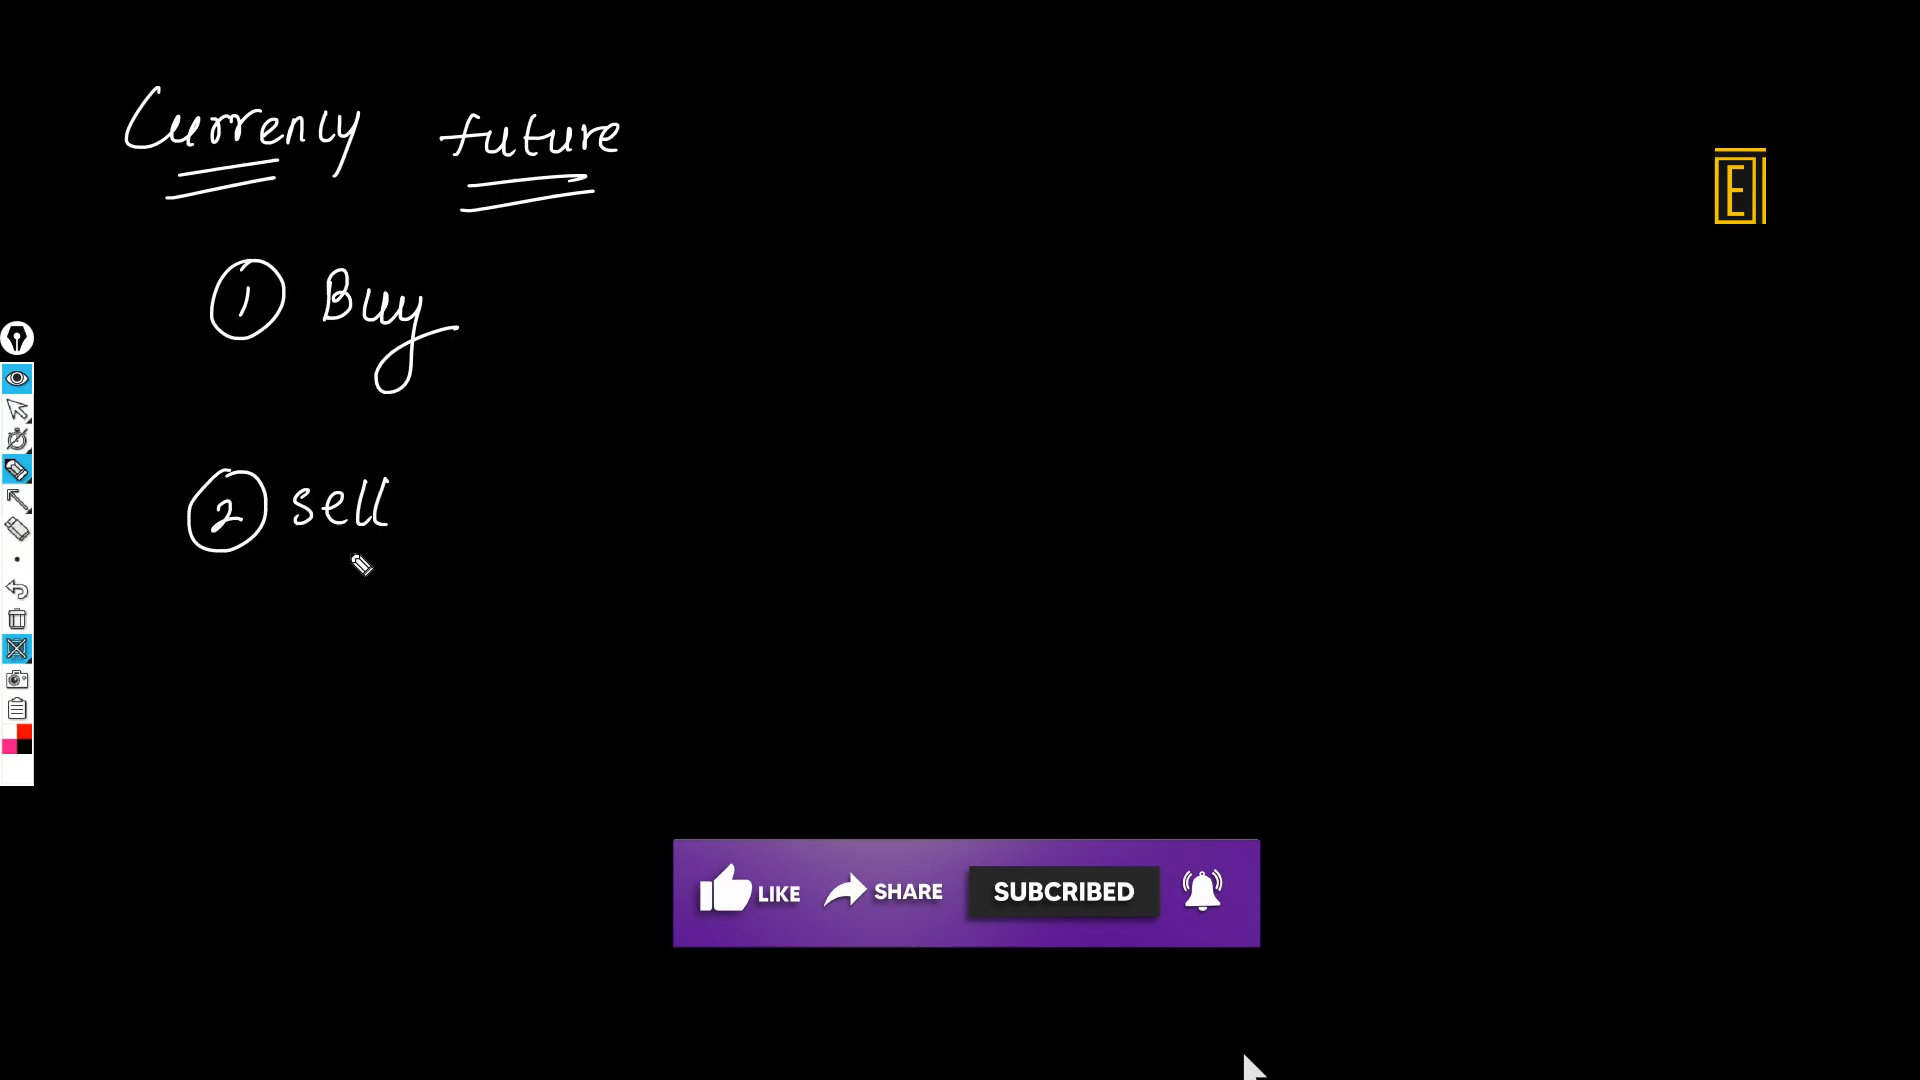 Currency future
1 Buy
2 sell
E
LIKE SHARE SUBCRIBED